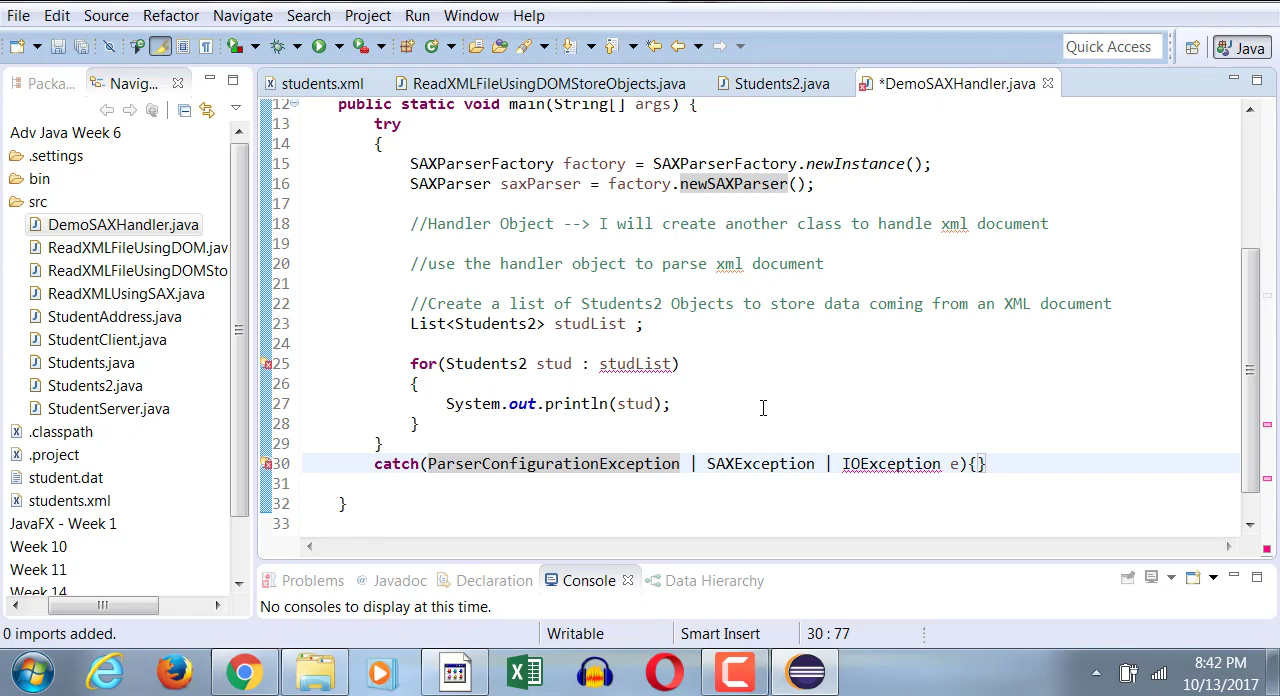 File Edit Source Refactor Navigate Search Project Run Window Help
Quick Access
Java
Packa... Navig...
students.xml ReadXMLFileUsingDOMStoreObjects.java Students2.java *DemoSAXHandler.java
Adv Java Week 6
.settings
bin
src
DemoSAXHandler.java
ReadXMLFileUsingDOM.jav
ReadXMLFileUsingDOMSto
ReadXMLUsingSAX.java
StudentAddress.java
StudentClient.java
Students.java
Students2.java
StudentServer.java
.classpath
.project
student.dat
students.xml
JavaFX - Week 1
Week 10
Week 11
Week 14
12 public static void main(String[] args) {
13 try
14 {
15 SAXParserFactory factory = SAXParserFactory.newInstance();
16 SAXParser saxParser = factory.newSAXParser();
17
18 //Handler Object --> I will create another class to handle xml document
19
20 //use the handler object to parse xml document
21
22 //Create a list of Students2 Objects to store data coming from an XML document
23 List<Students2> studList ;
24
25 for(Students2 stud : studList)
26 {
27 System.out.println(stud);
28 }
29 }
30 catch(ParserConfigurationException | SAXException | IOException e){}
31
32 }
33
Problems Javadoc Declaration Console Data Hierarchy
No consoles to display at this time.
0 imports added. Writable Smart Insert 30 : 77
8:42 PM
10/13/2017